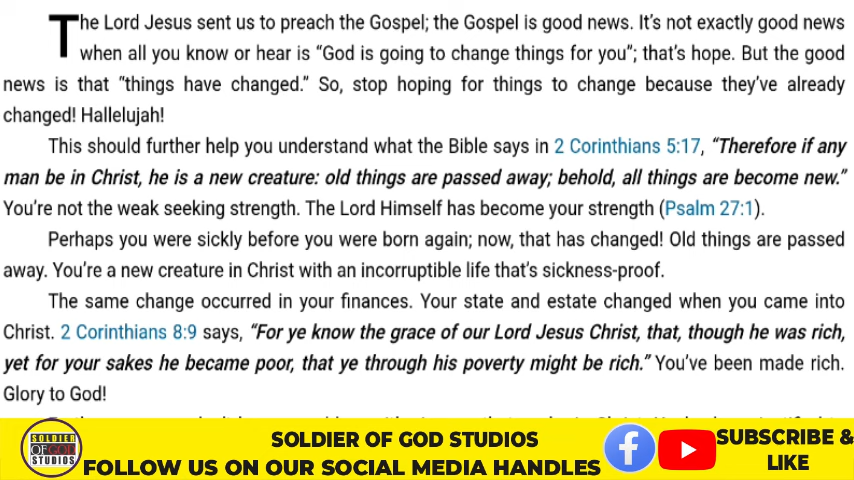 The Lord Jesus sent us to preach the Gospel; the Gospel is good news. It’s not exactly good news
when all you know or hear is “God is going to change things for you”; that’s hope. But the good
news is that “things have changed.” So, stop hoping for things to change because they’ve already
changed! Hallelujah!
This should further help you understand what the Bible says in 2 Corinthians 5:17, “Therefore if any
man be in Christ, he is a new creature: old things are passed away; behold, all things are become new.”
You’re not the weak seeking strength. The Lord Himself has become your strength (Psalm 27:1).
Perhaps you were sickly before you were born again; now, that has changed! Old things are passed
away. You’re a new creature in Christ with an incorruptible life that’s sickness-proof.
The same change occurred in your finances. Your state and estate changed when you came into
Christ. 2 Corinthians 8:9 says, “For ye know the grace of our Lord Jesus Christ, that, though he was rich,
yet for your sakes he became poor, that ye through his poverty might be rich.” You’ve been made rich.
Glory to God!
SOLDIER
OF GOD
STUDIOS
SOLDIER OF GOD STUDIOS
FOLLOW US ON OUR SOCIAL MEDIA HANDLES
SUBSCRIBE &
LIKE